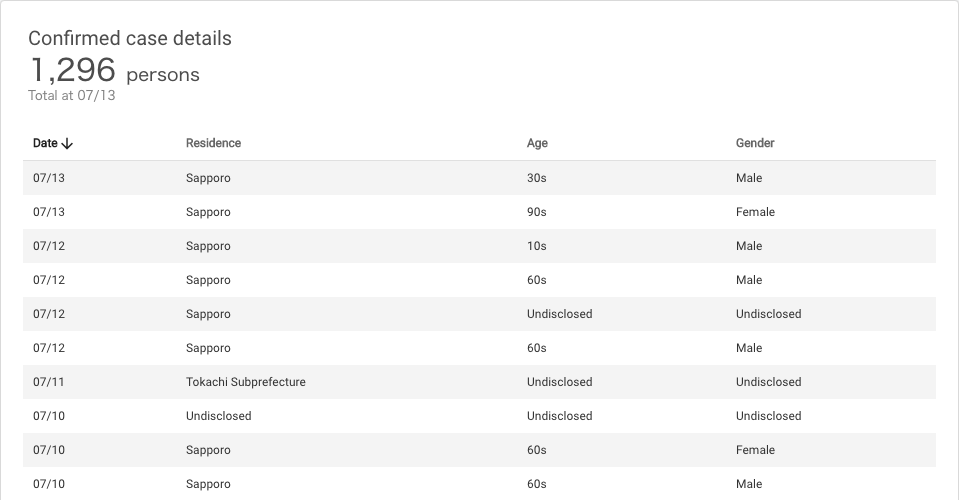 Confirmed case details
1,296 persons
Total at 07/13
Date Residence Age Gender
07/13 Sapporo 30s Male
07/13 Sapporo 90s Female
07/12 Sapporo 10s Male
07/12 Sapporo 60s Male
07/12 Sapporo Undisclosed Undisclosed
07/12 Sapporo 60s Male
07/11 Tokachi Subprefecture Undisclosed Undisclosed
07/10 Undisclosed Undisclosed Undisclosed
07/10 Sapporo 60s Female
07/10 Sapporo 60s Male